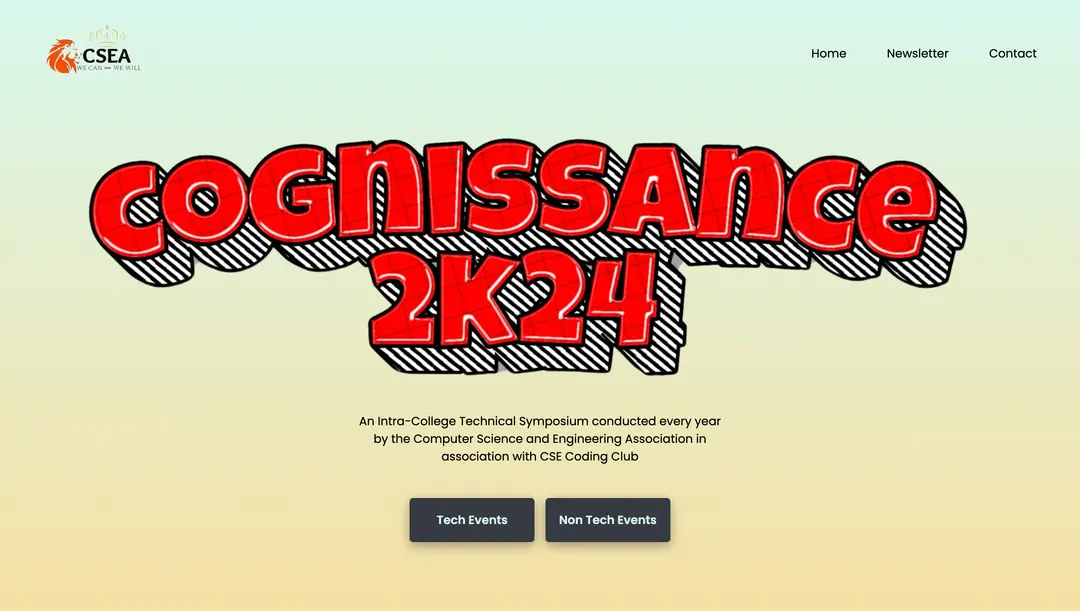 CSEA
WE CAN WE WILL
Home
Newsletter
Contact
COGnISSAnCe
2K24
An Intra-College Technical Symposium conducted every year
by the Computer Science and Engineering Association in
association with CSE Coding Club
Tech Events
Non Tech Events